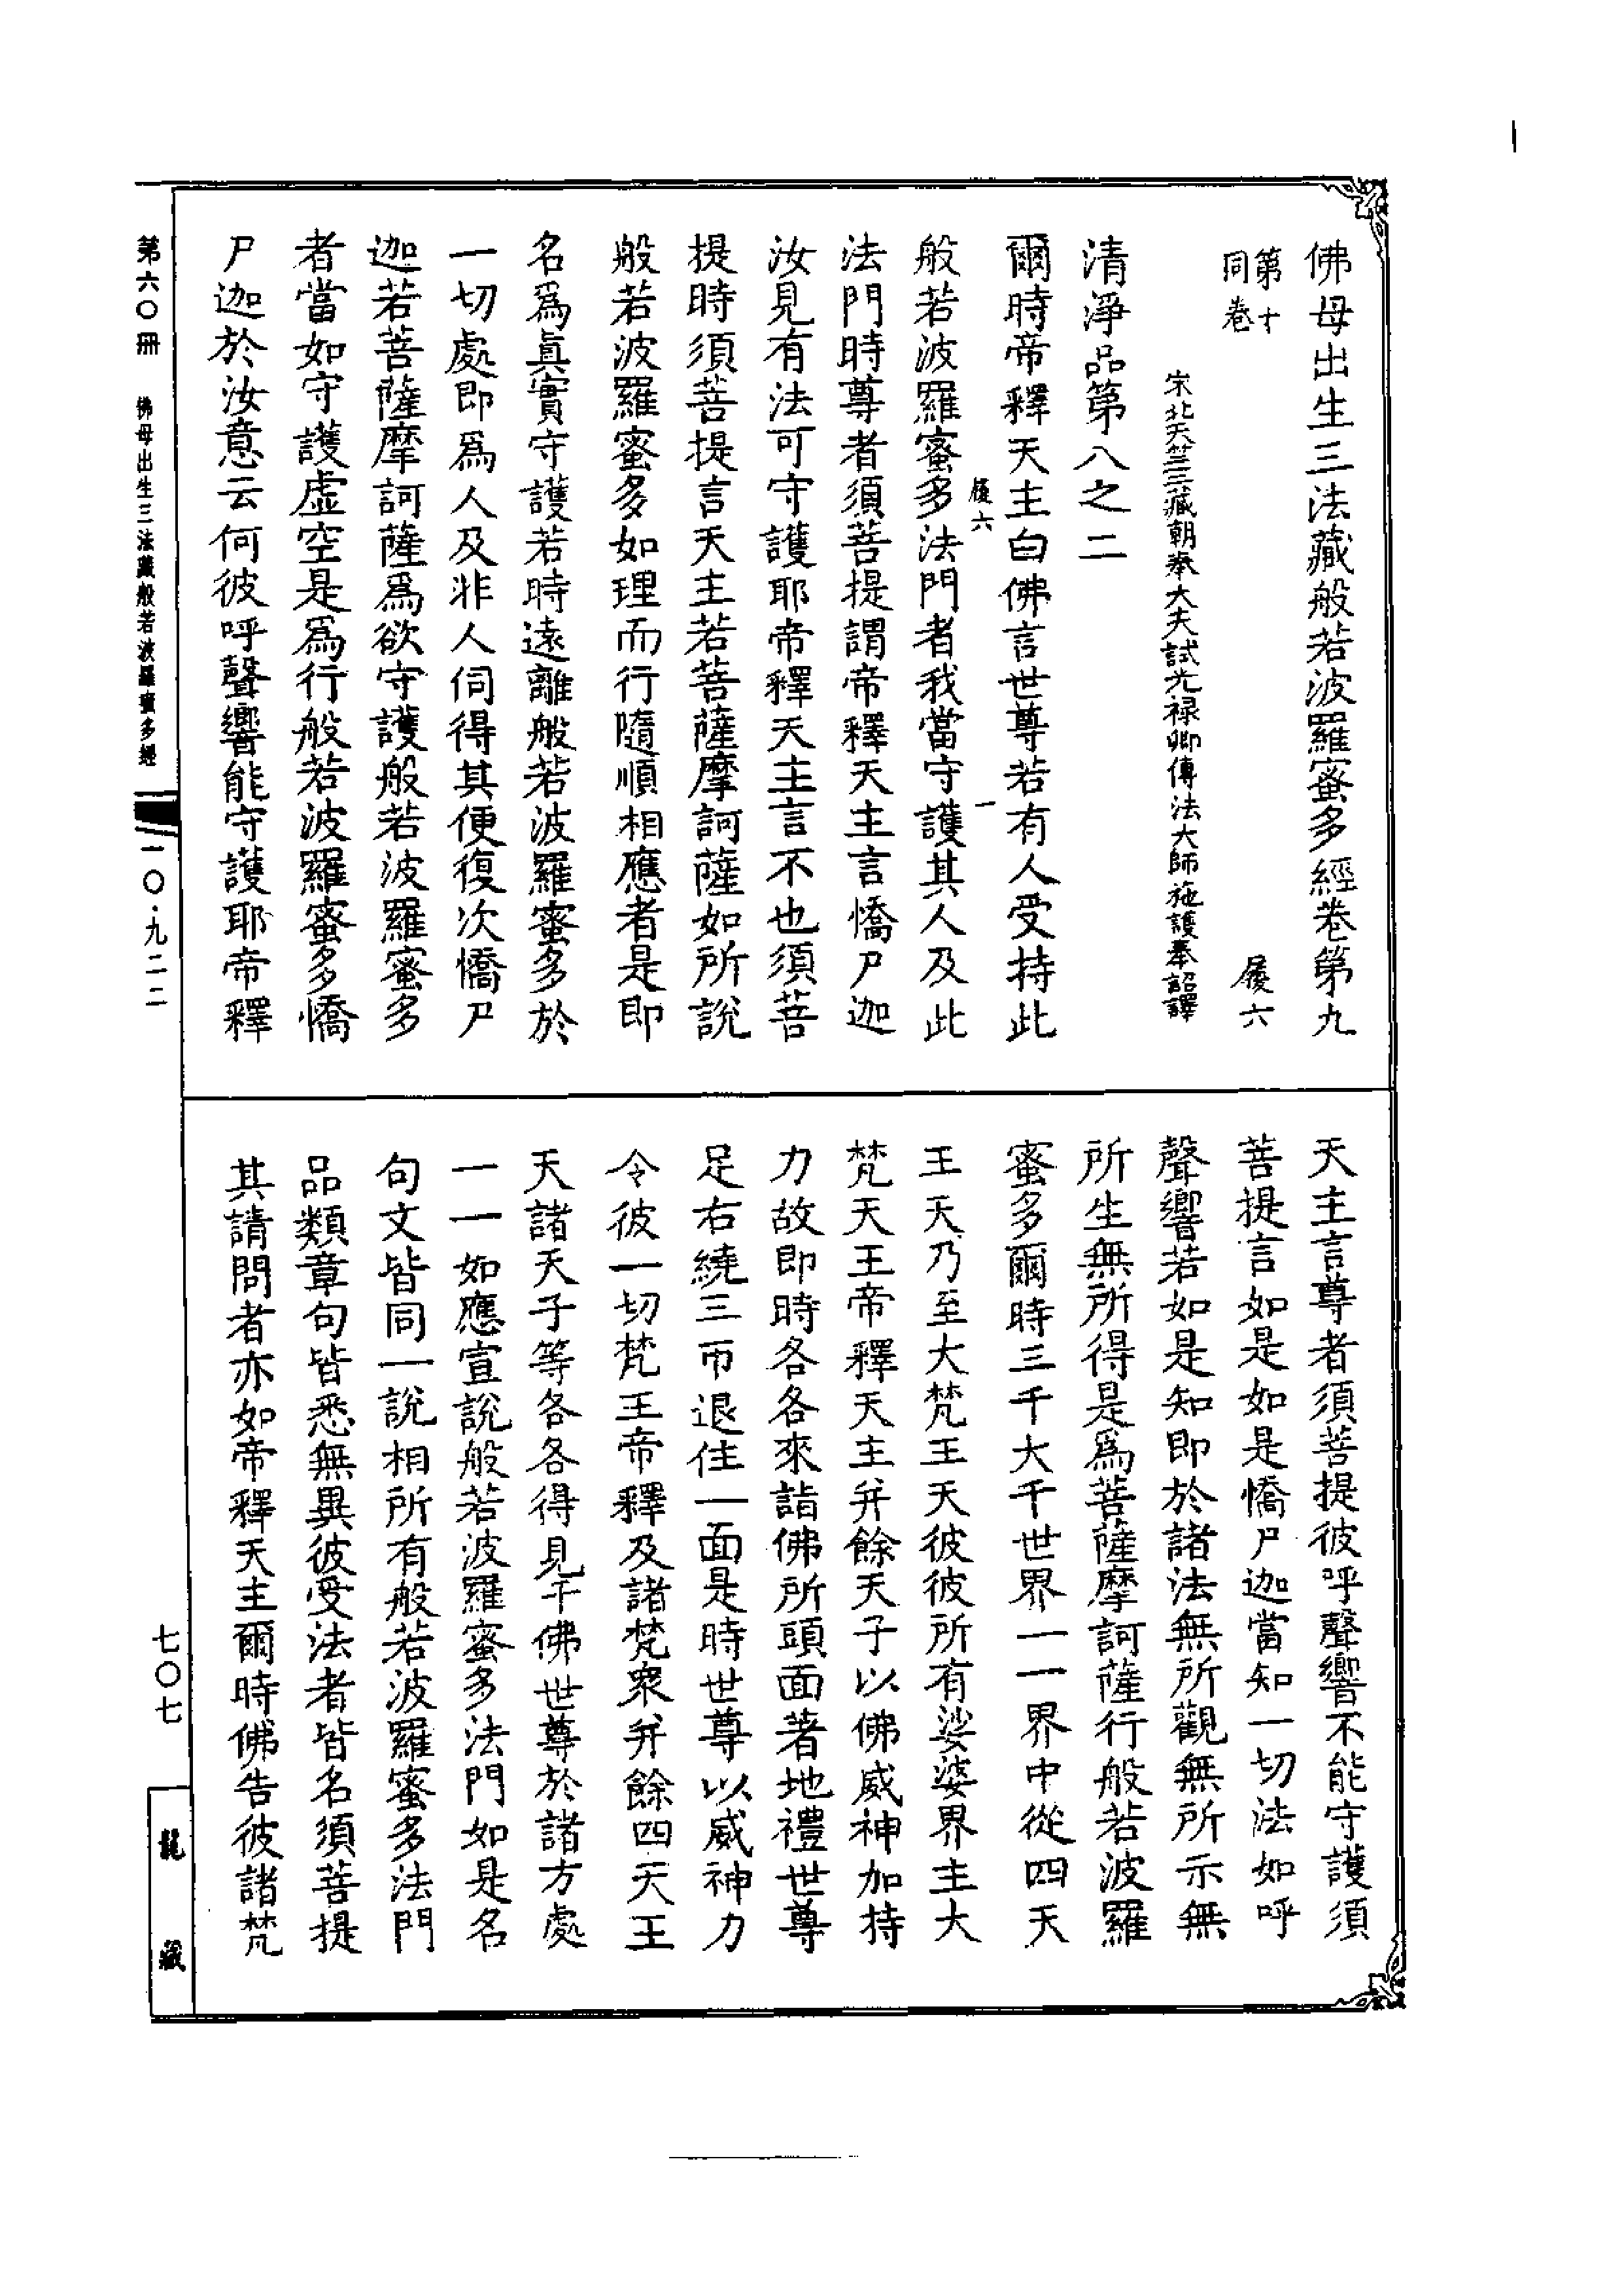 佛母出生三法藏般若波羅蜜多經卷第九
第十
同卷
履六
宋北天竺三藏朝奉大夫試光祿卿傳法大師施護奉詔譯
清淨品第八之二
爾時帝釋天主白佛言世尊若有人受持此
履六
一
般若波羅蜜多法門者我當守護其人及此
法門時尊者須菩提謂帝釋天主言憍尸迦
汝見有法可守護耶帝釋天主言不也須菩
提時須菩提言天主若菩薩摩訶薩如所說
般若波羅蜜多如理而行隨順相應者是即
名爲眞實守護若時遠離般若波羅蜜多於
一切處即爲人及非人伺得其便復次憍尸
迦若菩薩摩訶薩爲欲守護般若波羅蜜多
者當如守護虛空是爲行般若波羅蜜多憍
尸迦於汝意云何彼呼聲響能守護耶帝釋
天主言尊者須菩提彼呼聲響不能守護須
菩提言如是如是憍尸迦當知一切法如呼
聲響若如是知即於諸法無所觀無所示無
所生無所得是爲菩薩摩訶薩行般若波羅
蜜多爾時三千大千世界一一界中從四天
王天乃至大梵王天彼彼所有娑婆界主大
梵天王帝釋天主并餘天子以佛威神加持
力故即時各各來詣佛所頭面著地禮世尊
足右繞三帀退住一面是時世尊以威神力
令彼一切梵王帝釋及諸梵衆并餘四天王
天諸天子等各各得見千佛世尊於諸方處
一一如應宣說般若波羅蜜多法門如是名
句文皆同一說相所有般若波羅蜜多法門
品類章句皆悉無異彼受法者皆名須菩提
其請問者亦如帝釋天主爾時佛告彼諸梵
第六〇冊 佛母出生三法藏般若波羅蜜多經
一〇·九二二
七〇七
龍藏